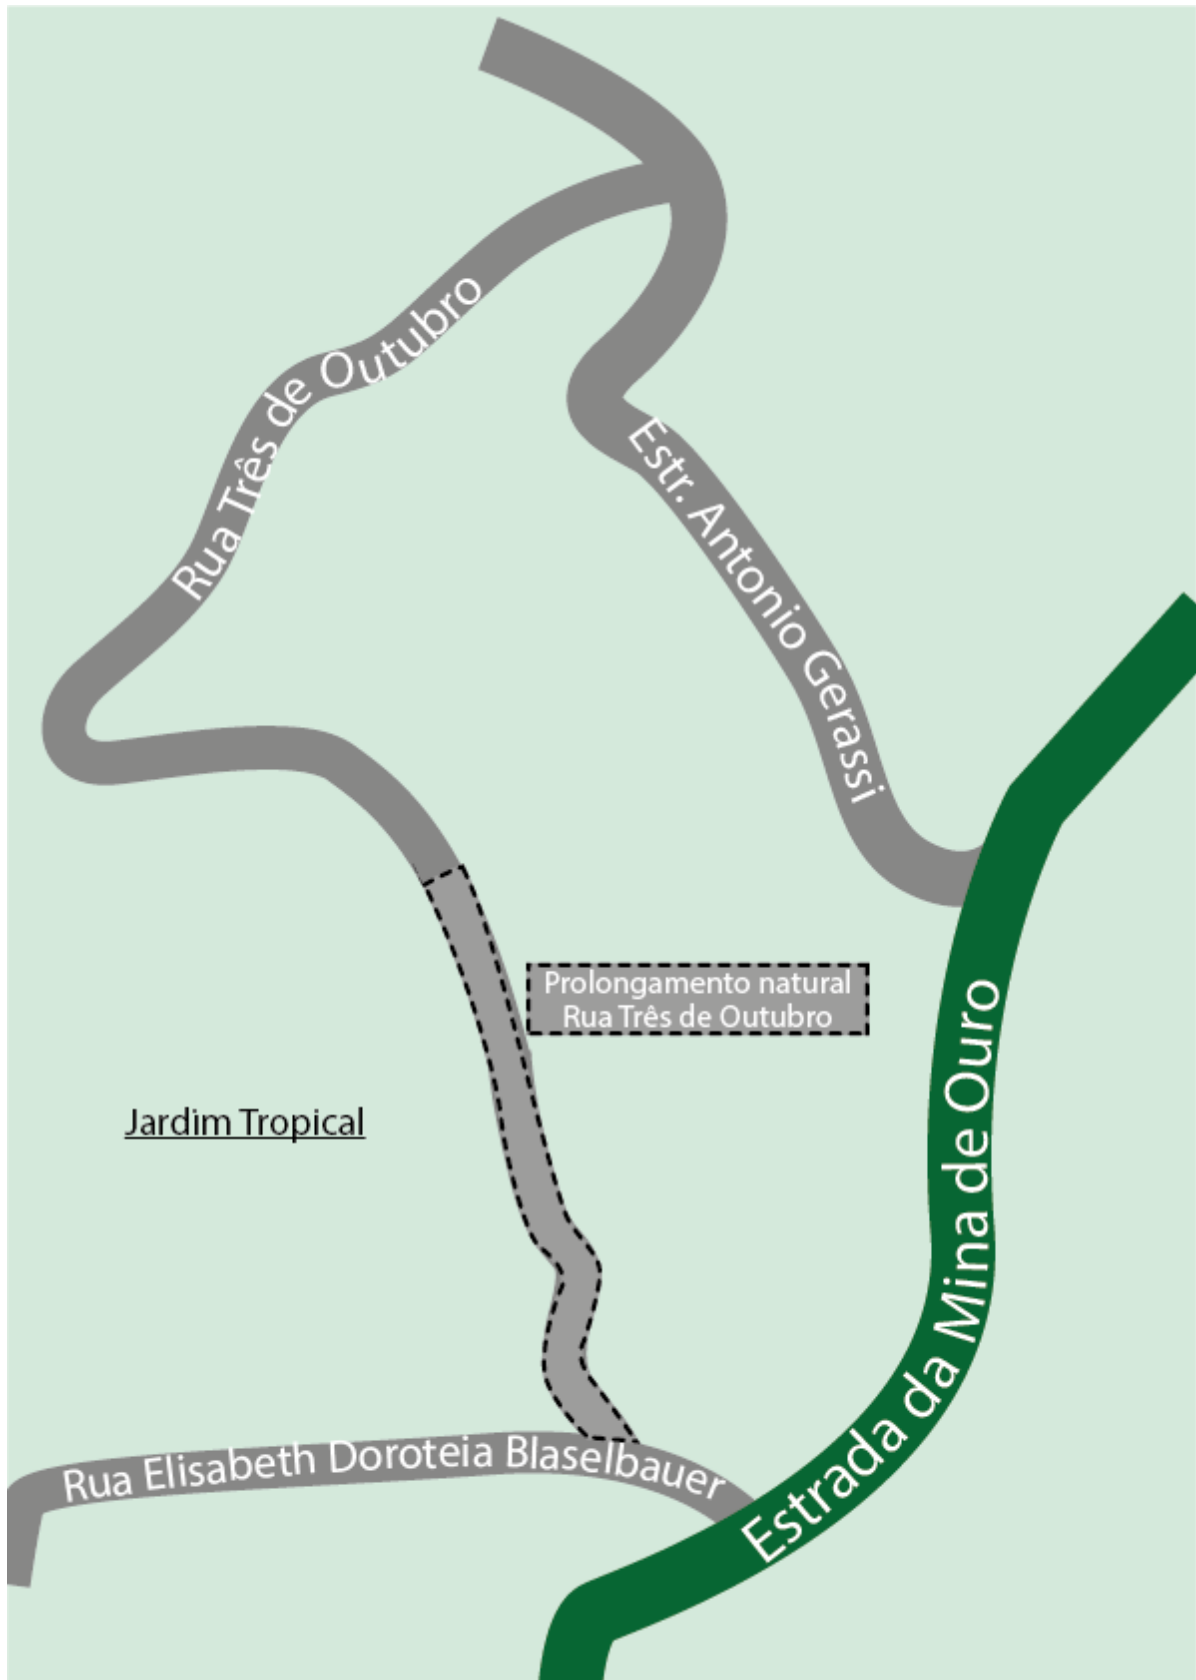 Rua Três de Outubro
Estr. Antonio Gerassi
Prolongamento natural
Rua Três de Outubro
Estrada da Mina de Ouro
Jardim Tropical
Rua Elisabeth Doroteia Blaselbauer